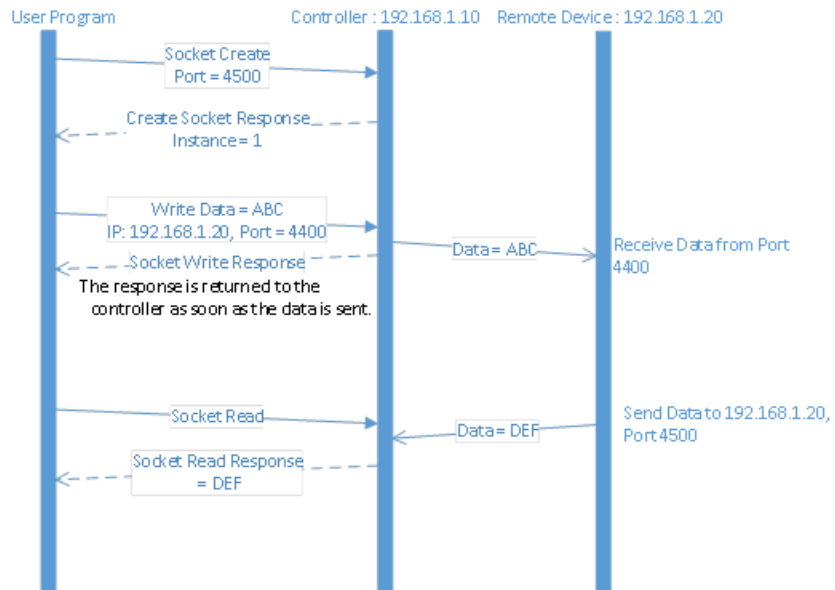 User Program
Controller : 192.168.1.10
Remote Device : 192.168.1.20
Socket Create
Port = 4500
Create Socket Response
Instance = 1
Write Data = ABC
IP: 192.168.1.20, Port = 4400
Data = ABC
Receive Data from Port
4400
Socket Write Response
The response is returned to the
controller as soon as the data is sent.
Socket Read
Send Data to 192.168.1.20,
Port 4500
Data = DEF
Socket Read Response
= DEF